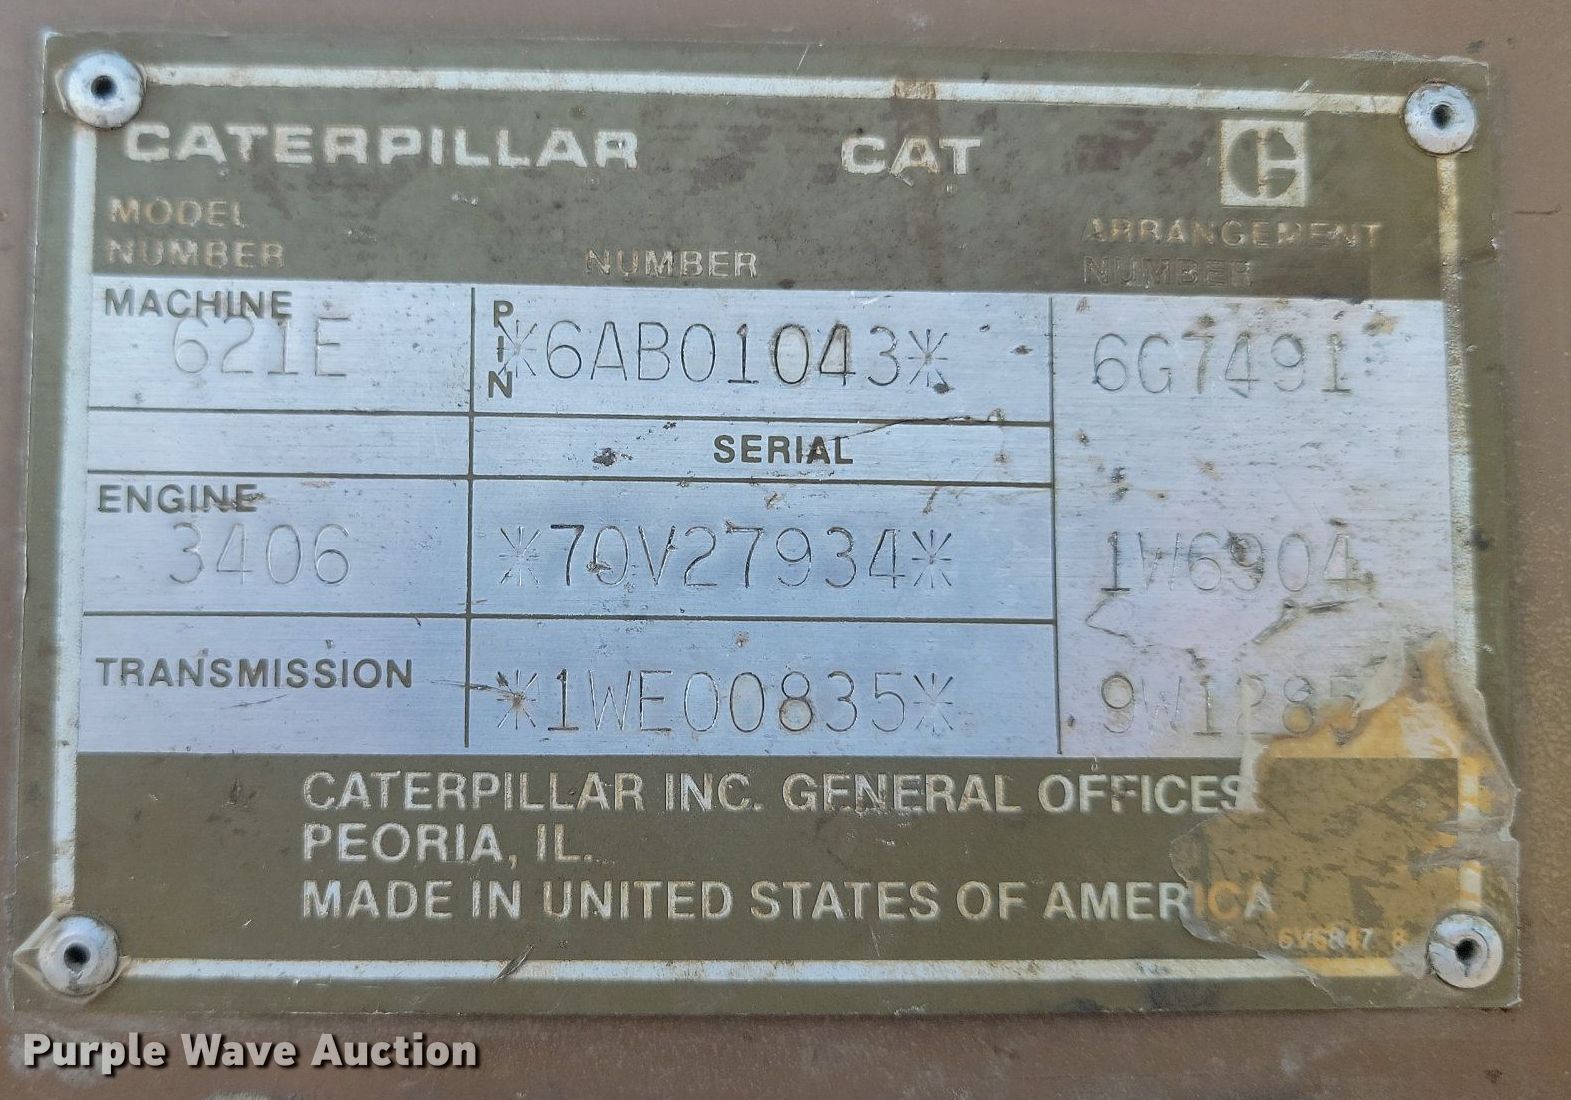 CATERPILLAR CAT
MODEL NUMBER
NUMBER
ARRANGEMENT NUMBER
MACHINE
621E
PIN
*6AB01043*
6G7491
SERIAL
ENGINE
3406
*70V27934*
1W6904
TRANSMISSION
*1WE00835*
CATERPILLAR INC. GENERAL OFFICES
PEORIA, IL.
MADE IN UNITED STATES OF AMERICA
Purple Wave Auction